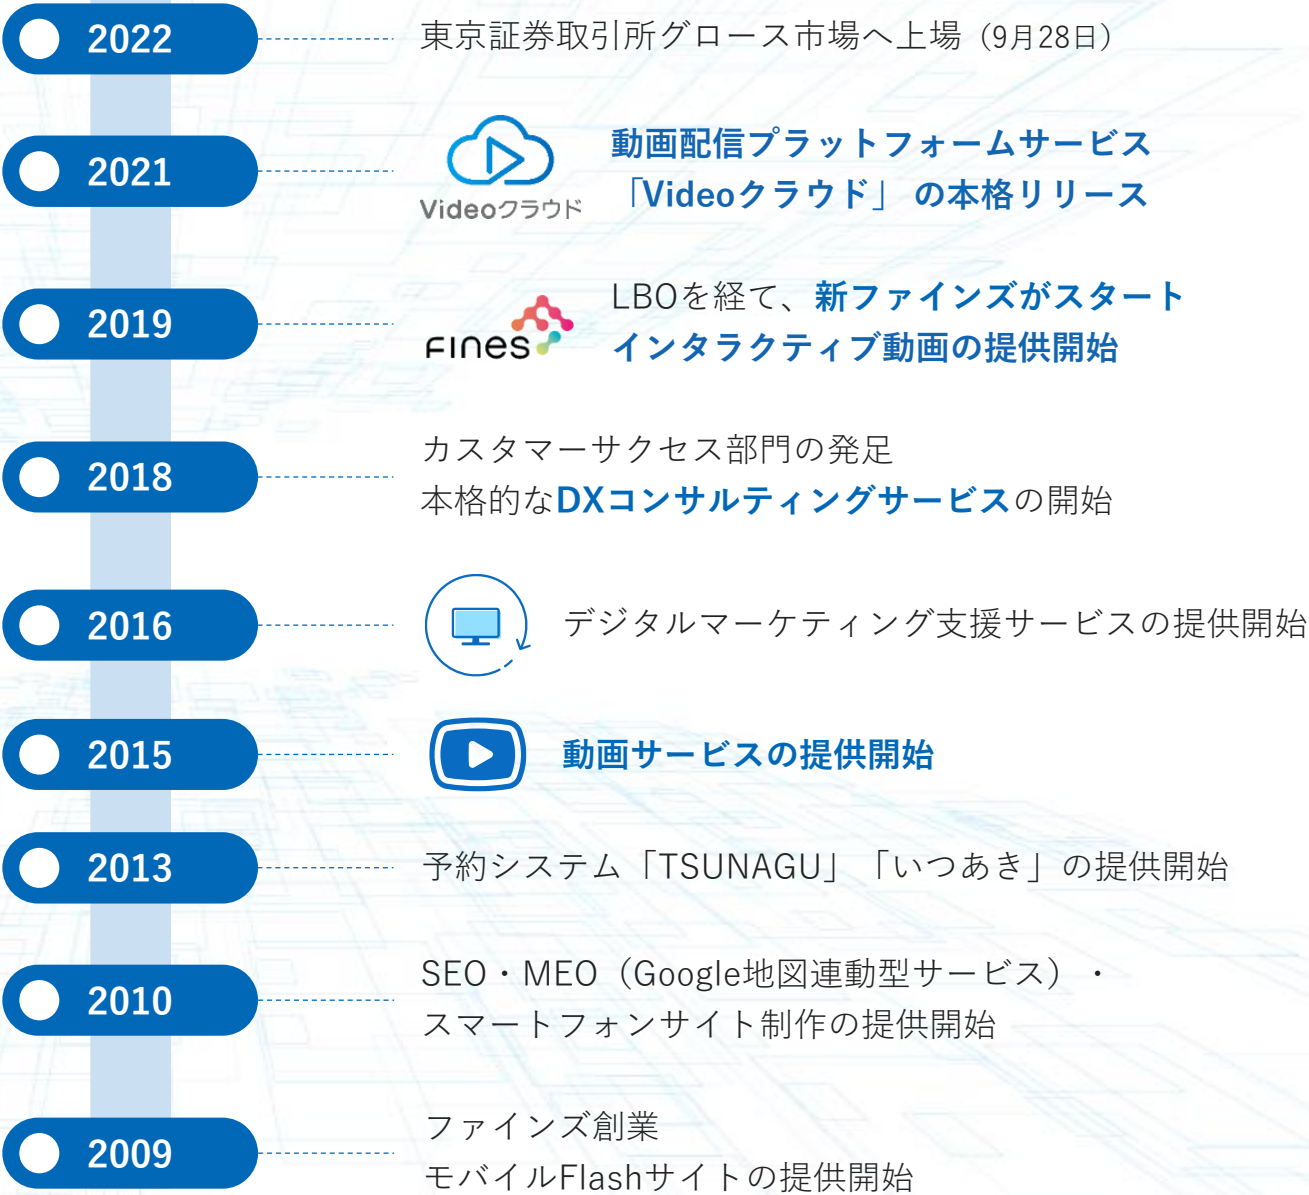 2022
東京証券取引所グロース市場へ上場（9月28日）
2021
Videoクラウド
動画配信プラットフォームサービス
「Videoクラウド」 の本格リリース
2019
FINES
LBOを経て、新ファインズがスタート
インタラクティブ動画の提供開始
2018
カスタマーサクセス部門の発足
本格的なDXコンサルティングサービスの開始
2016
デジタルマーケティング支援サービスの提供開始
2015
動画サービスの提供開始
2013
予約システム「TSUNAGU」「いつあき」の提供開始
2010
SEO・MEO（Google地図連動型サービス）・
スマートフォンサイト制作の提供開始
2009
ファインズ創業
モバイルFlashサイトの提供開始